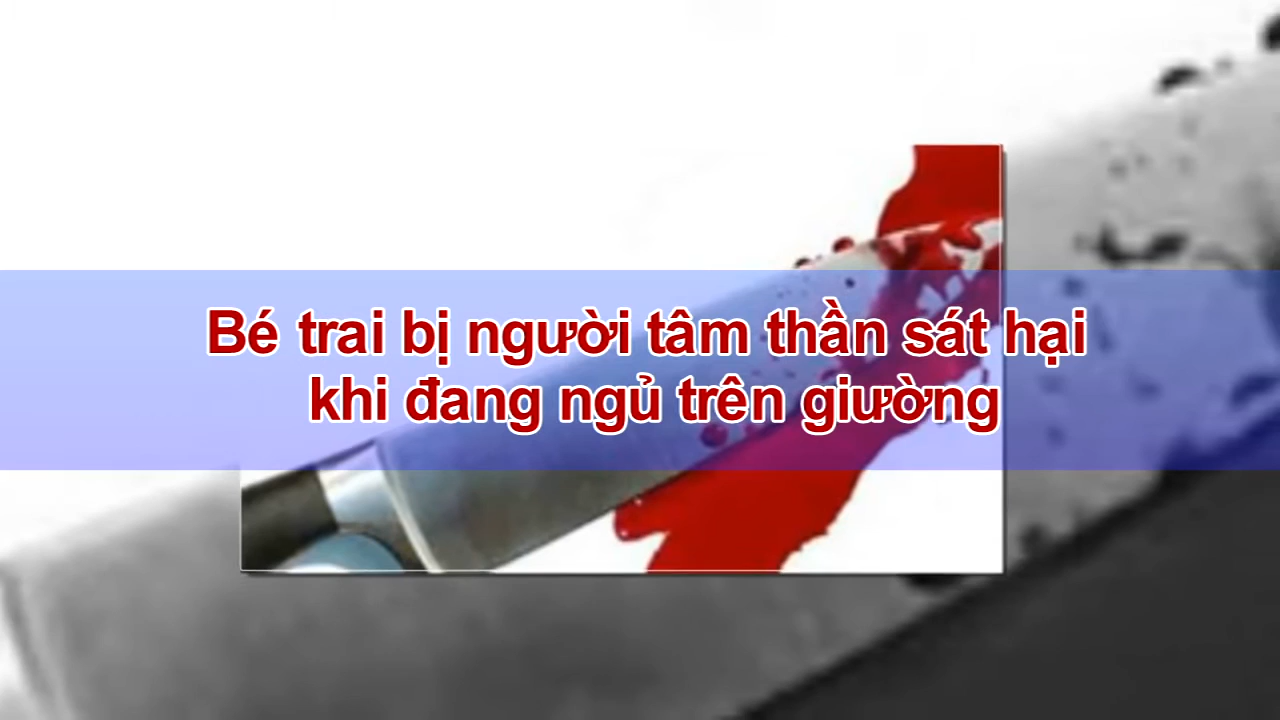 Bé trai bị người tâm thần sát hại
khi đang ngủ trên giường